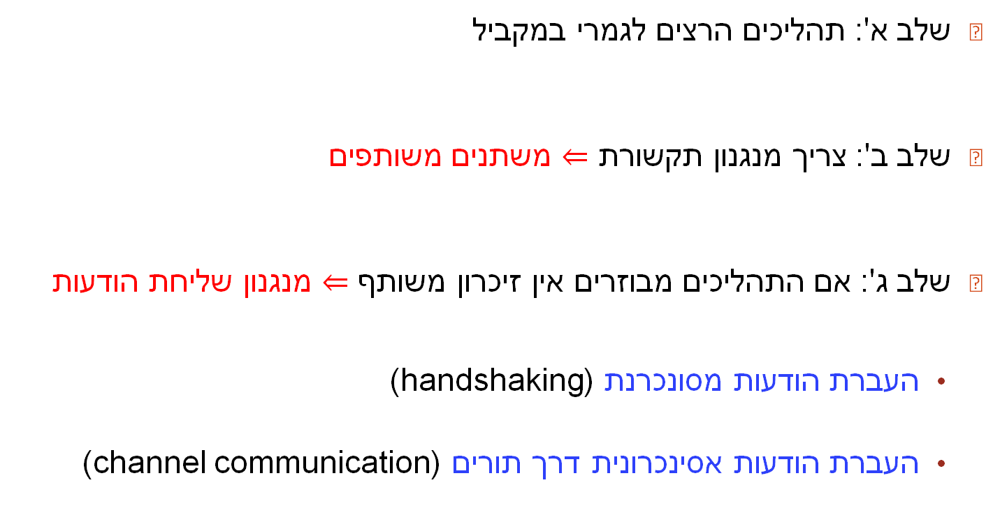 שלב א': תהליכים הרצים לגמרי במקביל
שלב ב': צריך מנגנון תקשורת ⇐ משתנים משותפים
שלב ג': אם התהליכים מבוזרים אין זיכרון משותף ⇐ מנגנון שליחת הודעות
• העברת הודעות מסונכרנת (handshaking)
• העברת הודעות אסינכרונית דרך תורים (channel communication)